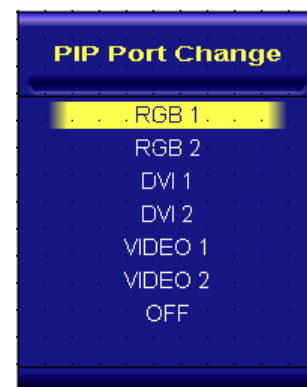 PIP Port Change
RGB 1
RGB 2
DVI 1
DVI 2
VIDEO 1
VIDEO 2
OFF